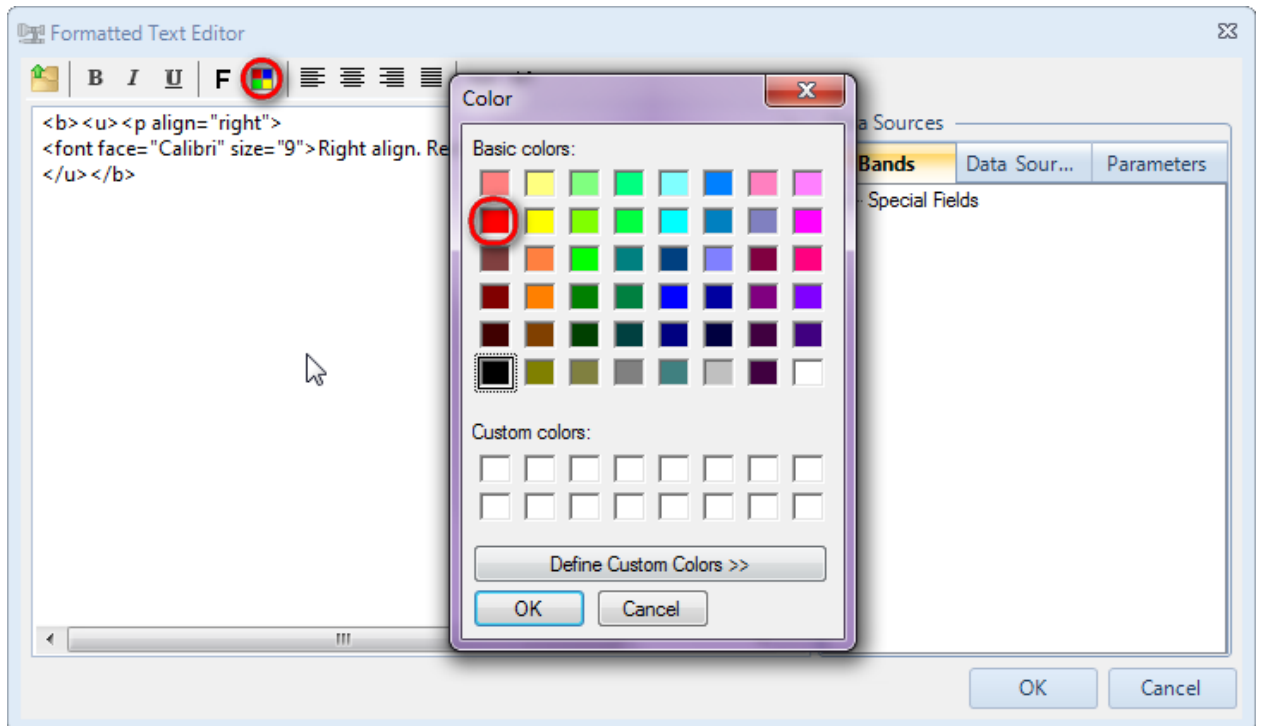 Formatted Text Editor
B I U F
<b><u><p align="right">
<font face="Calibri" size="9">Right align. Re
</u></b>
Color
Basic colors:
Custom colors:
Define Custom Colors >>
OK Cancel
a Sources
Bands Data Sour... Parameters
Special Fields
OK Cancel